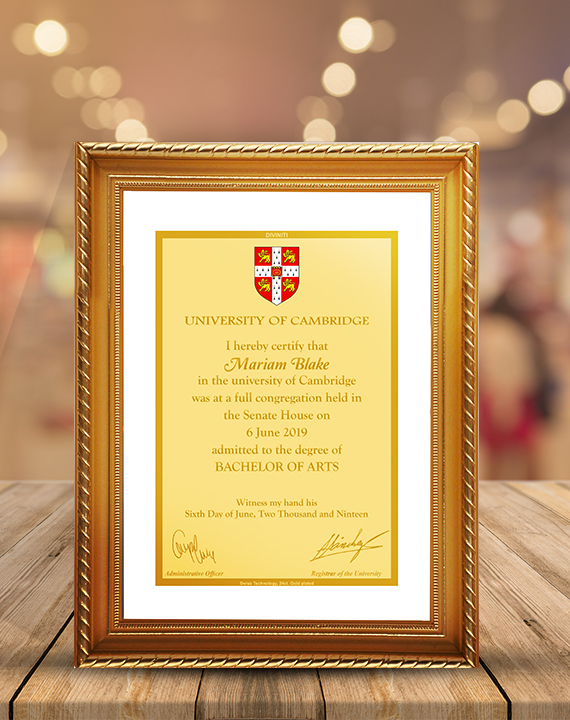 DIVINITI
UNIVERSITY OF CAMBRIDGE
I hereby certify that
Mariam Blake
in the university of Cambridge
was at a full congregation held in
the Senate House on
6 June 2019
admitted to the degree of
BACHELOR OF ARTS
Witness my hand his
Sixth Day of June, Two Thousand and Ninteen
Administrative Officer
Registrar of the University
Swiss Technology, 24ct. Gold plated